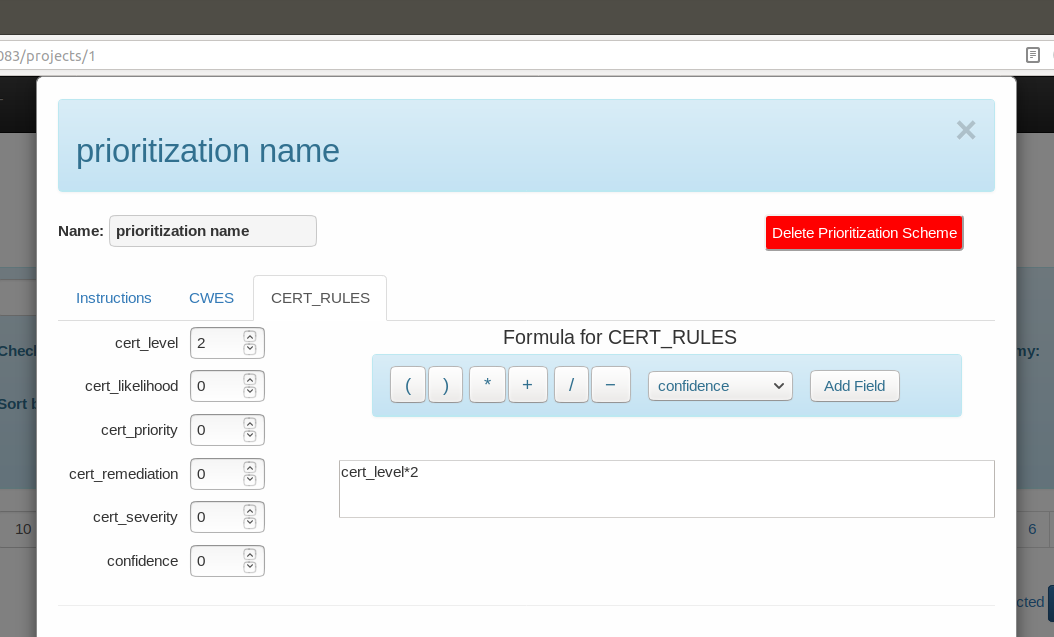 083/projects/1
prioritization name
×
Name: prioritization name
Delete Prioritization Scheme
Instructions CWES CERT_RULES
cert_level 2
Formula for CERT_RULES
cert_likelihood 0
( ) * + / − confidence Add Field
cert_priority 0
cert_remediation 0
cert_level*2
cert_severity 0
confidence 0
Sort
10
my:
6
cted